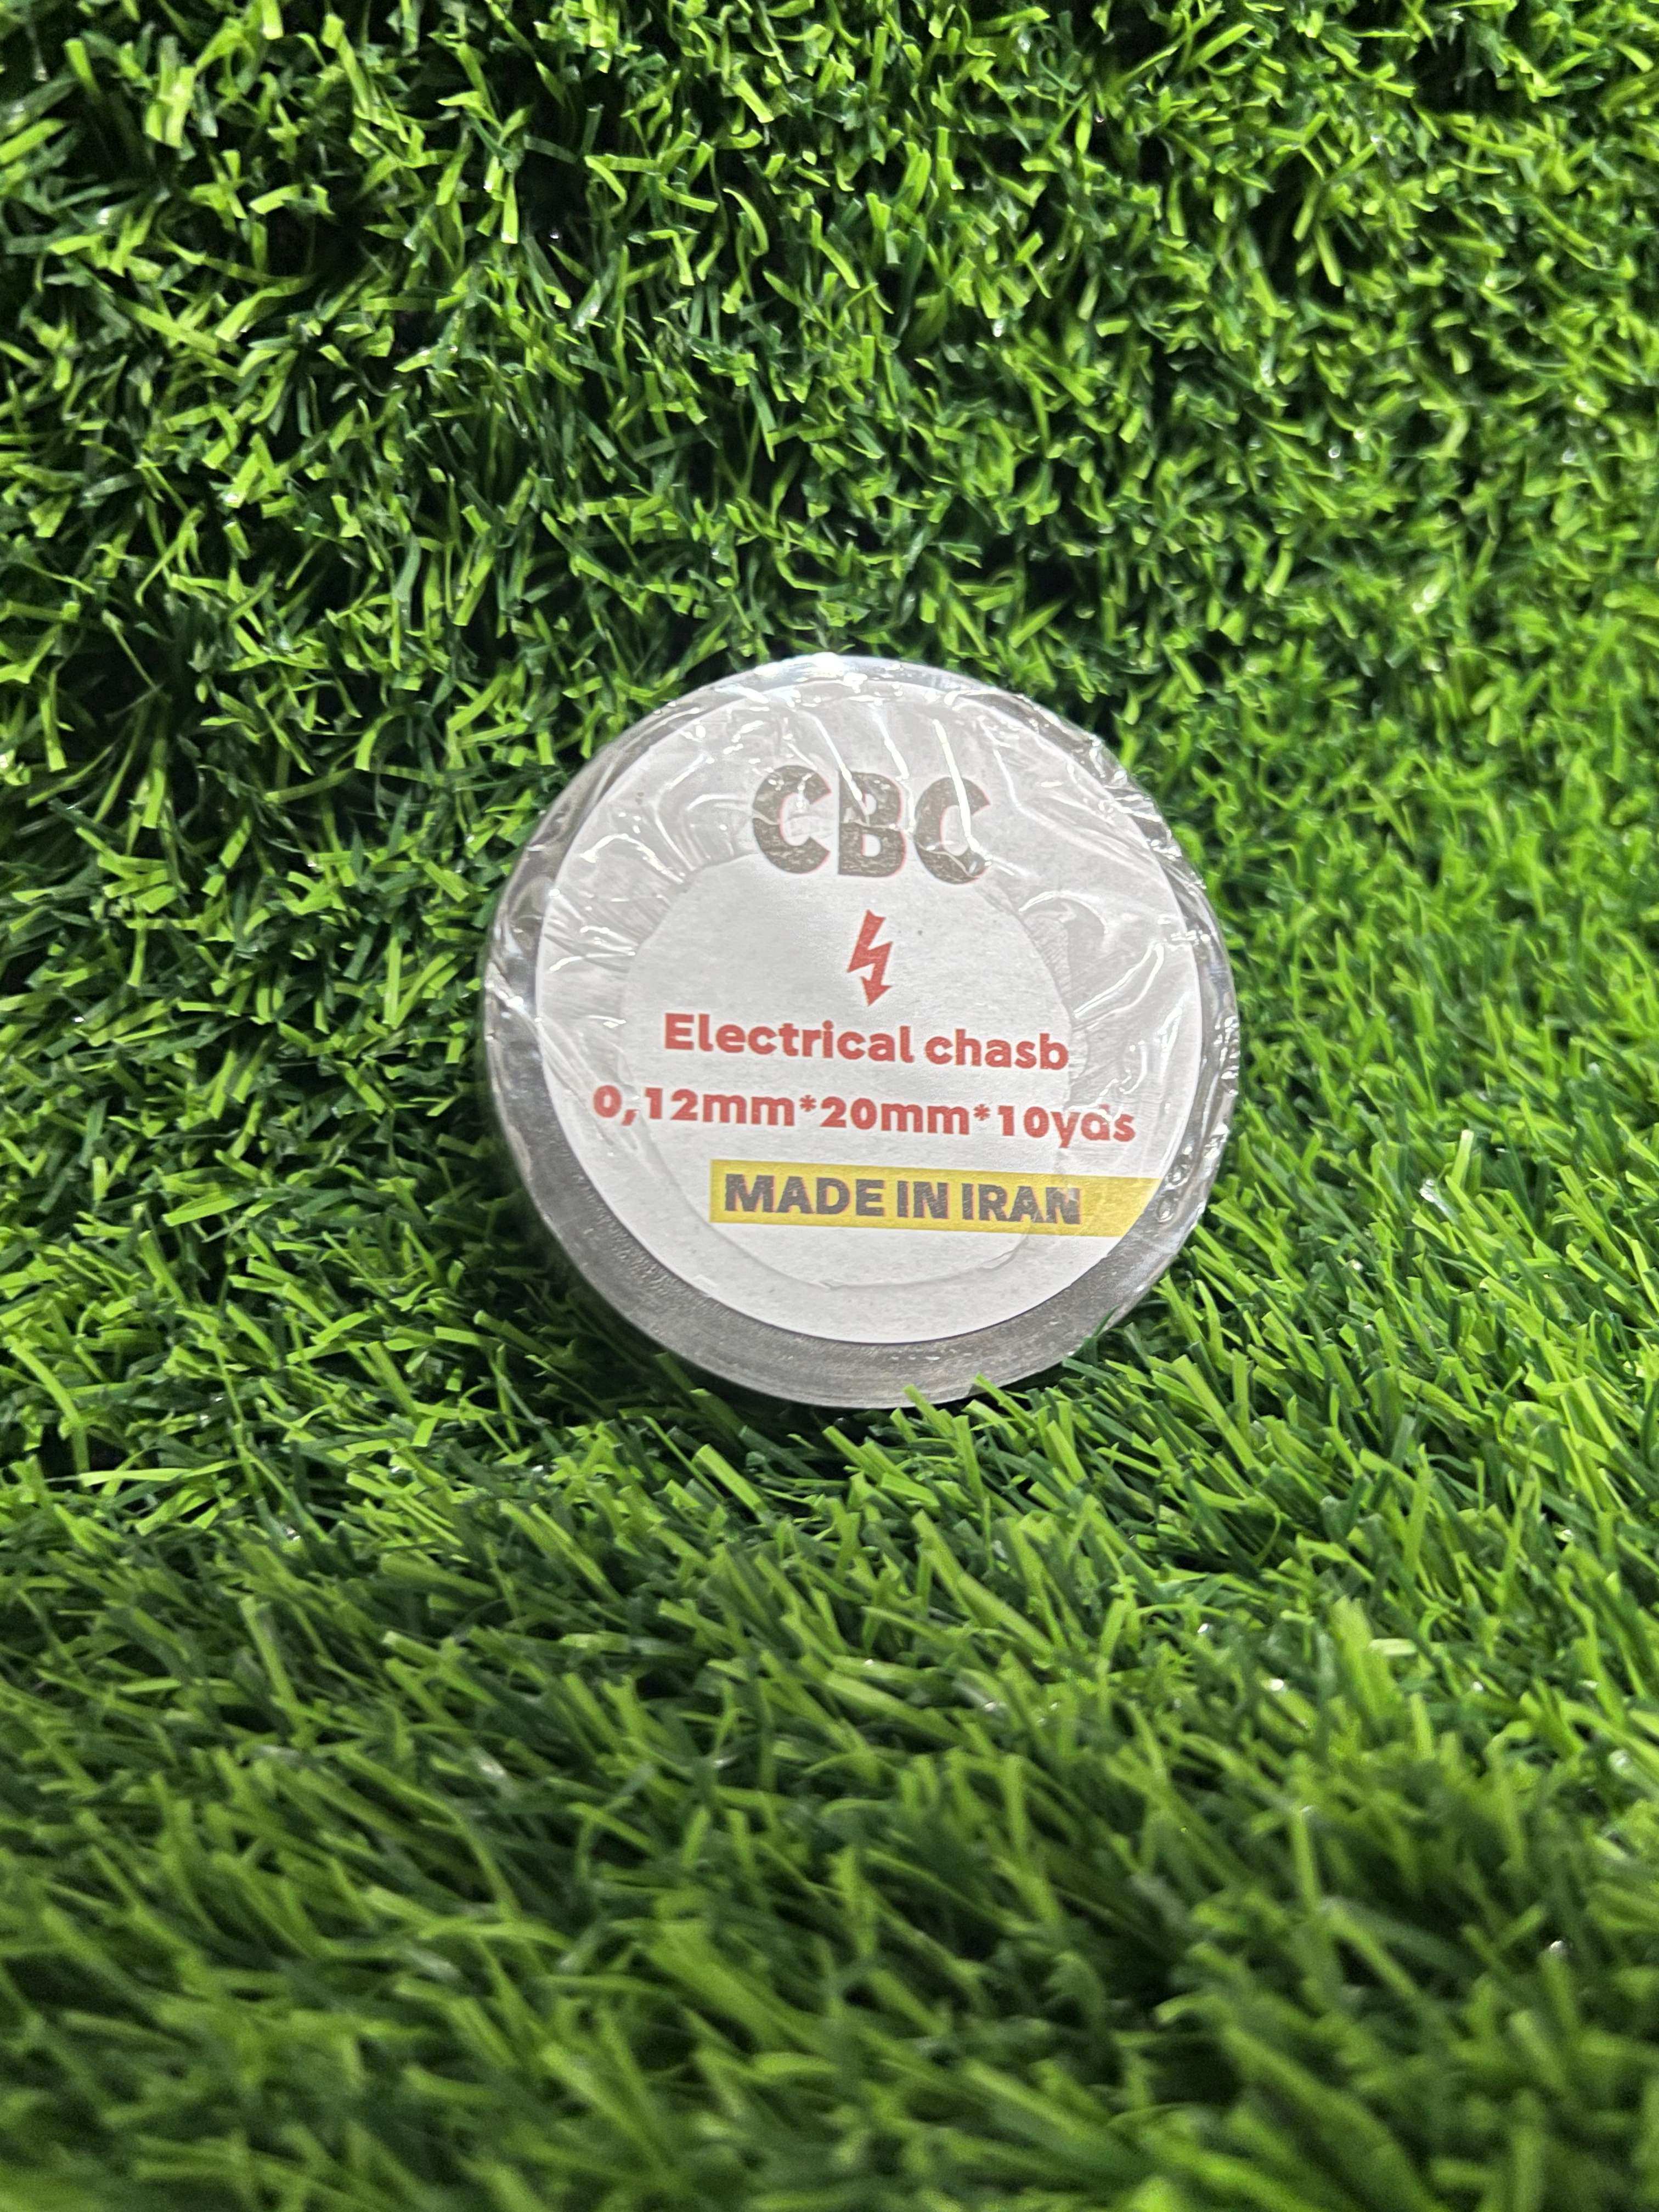 CBC
Electrical chasb
0,12mm*20mm*10yds
MADE IN IRAN